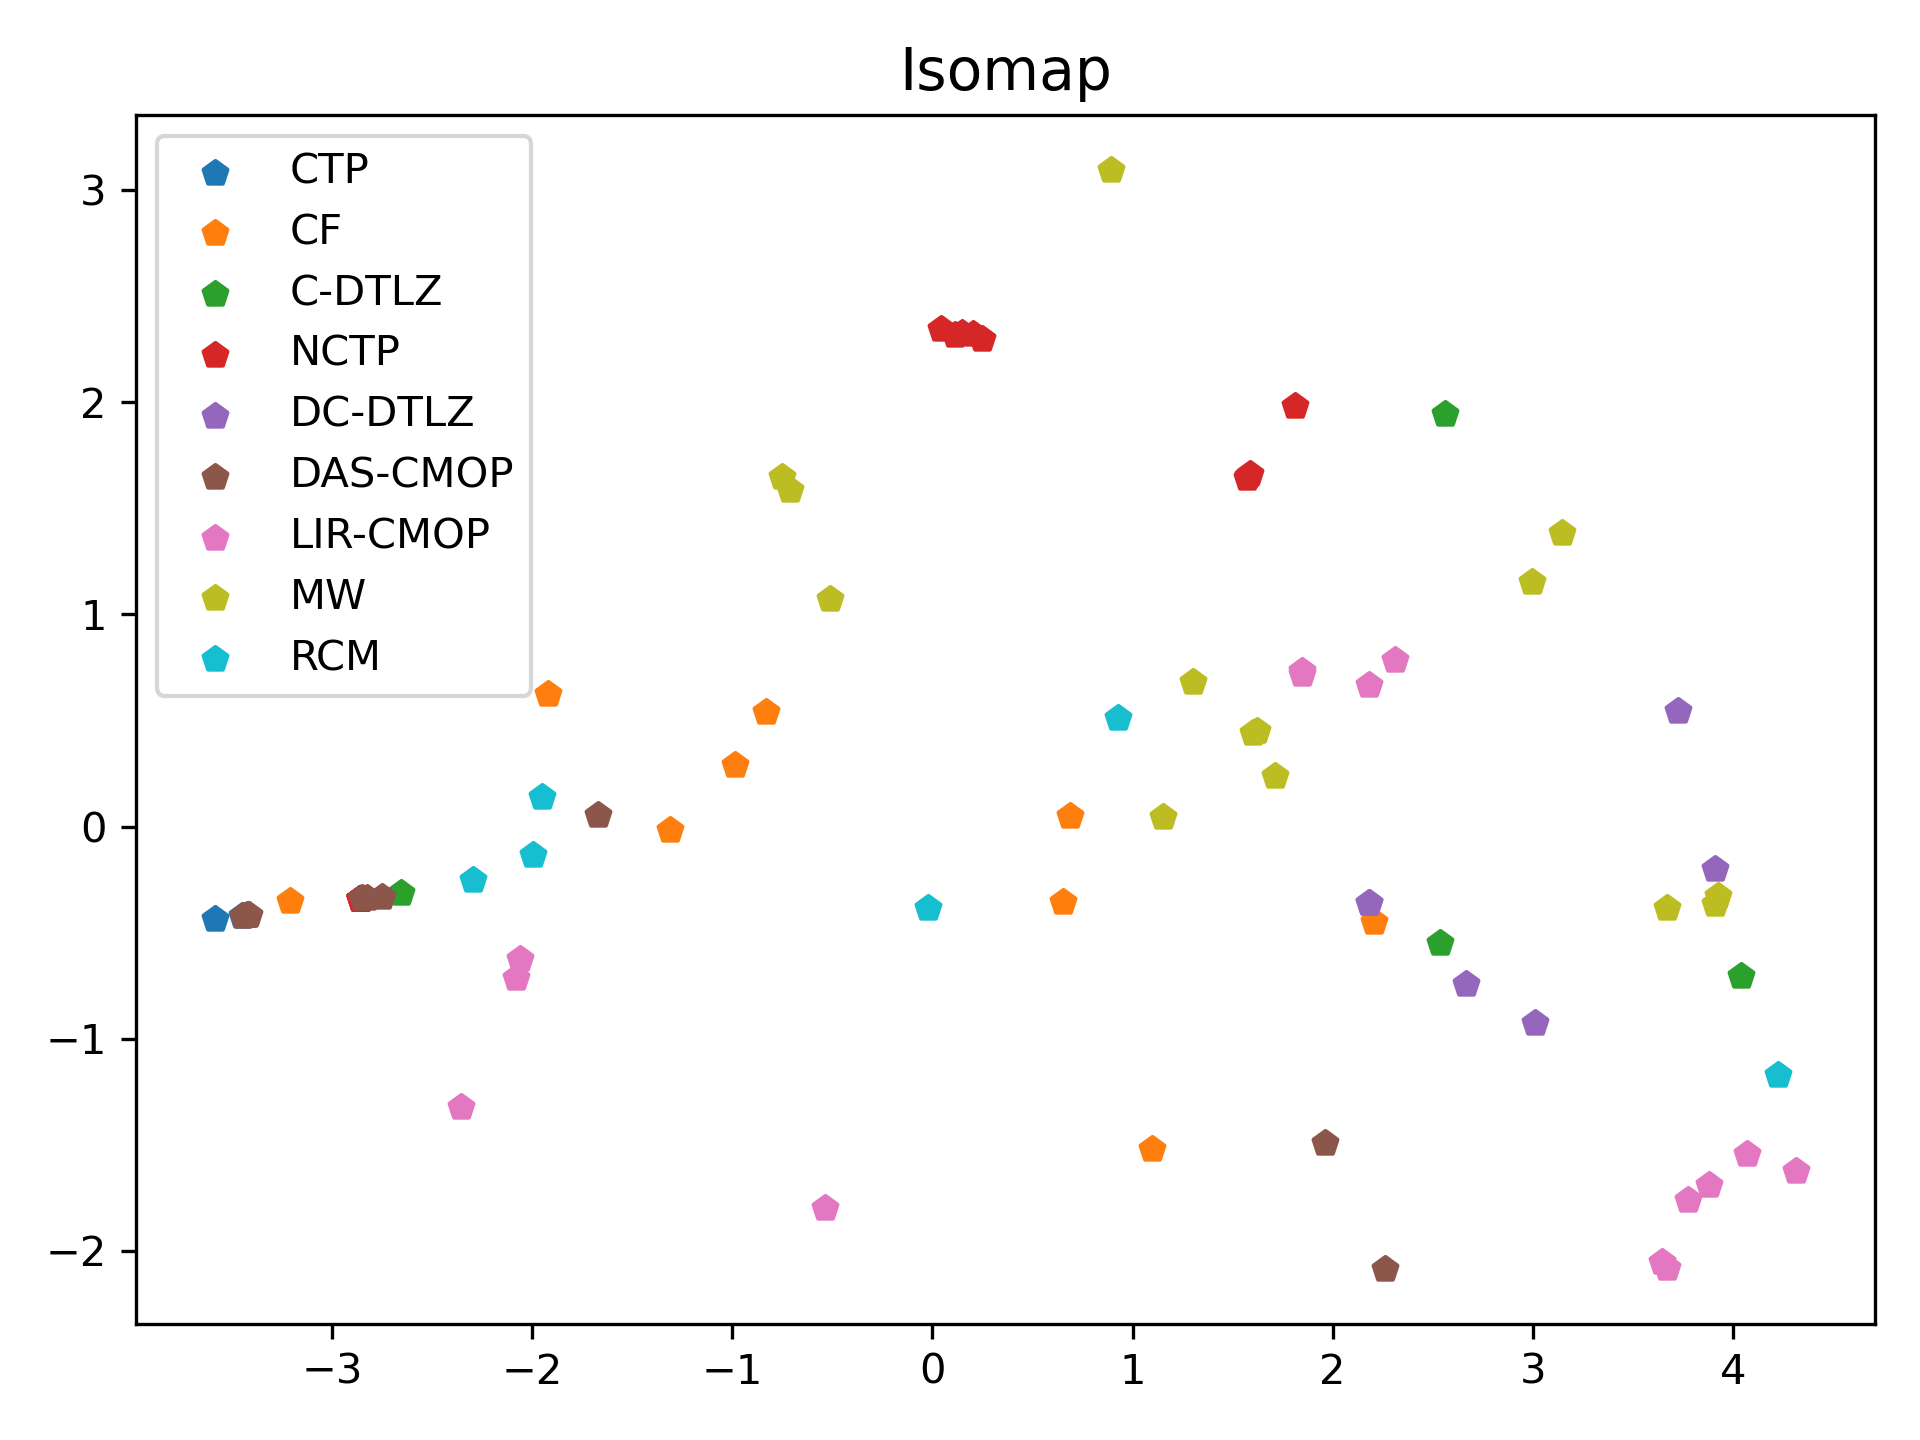 Isomap
CTP
CF
C-DTLZ
NCTP
DC-DTLZ
DAS-CMOP
LIR-CMOP
MW
RCM
3
2
1
0
−1
−2
−3 −2 −1 0 1 2 3 4